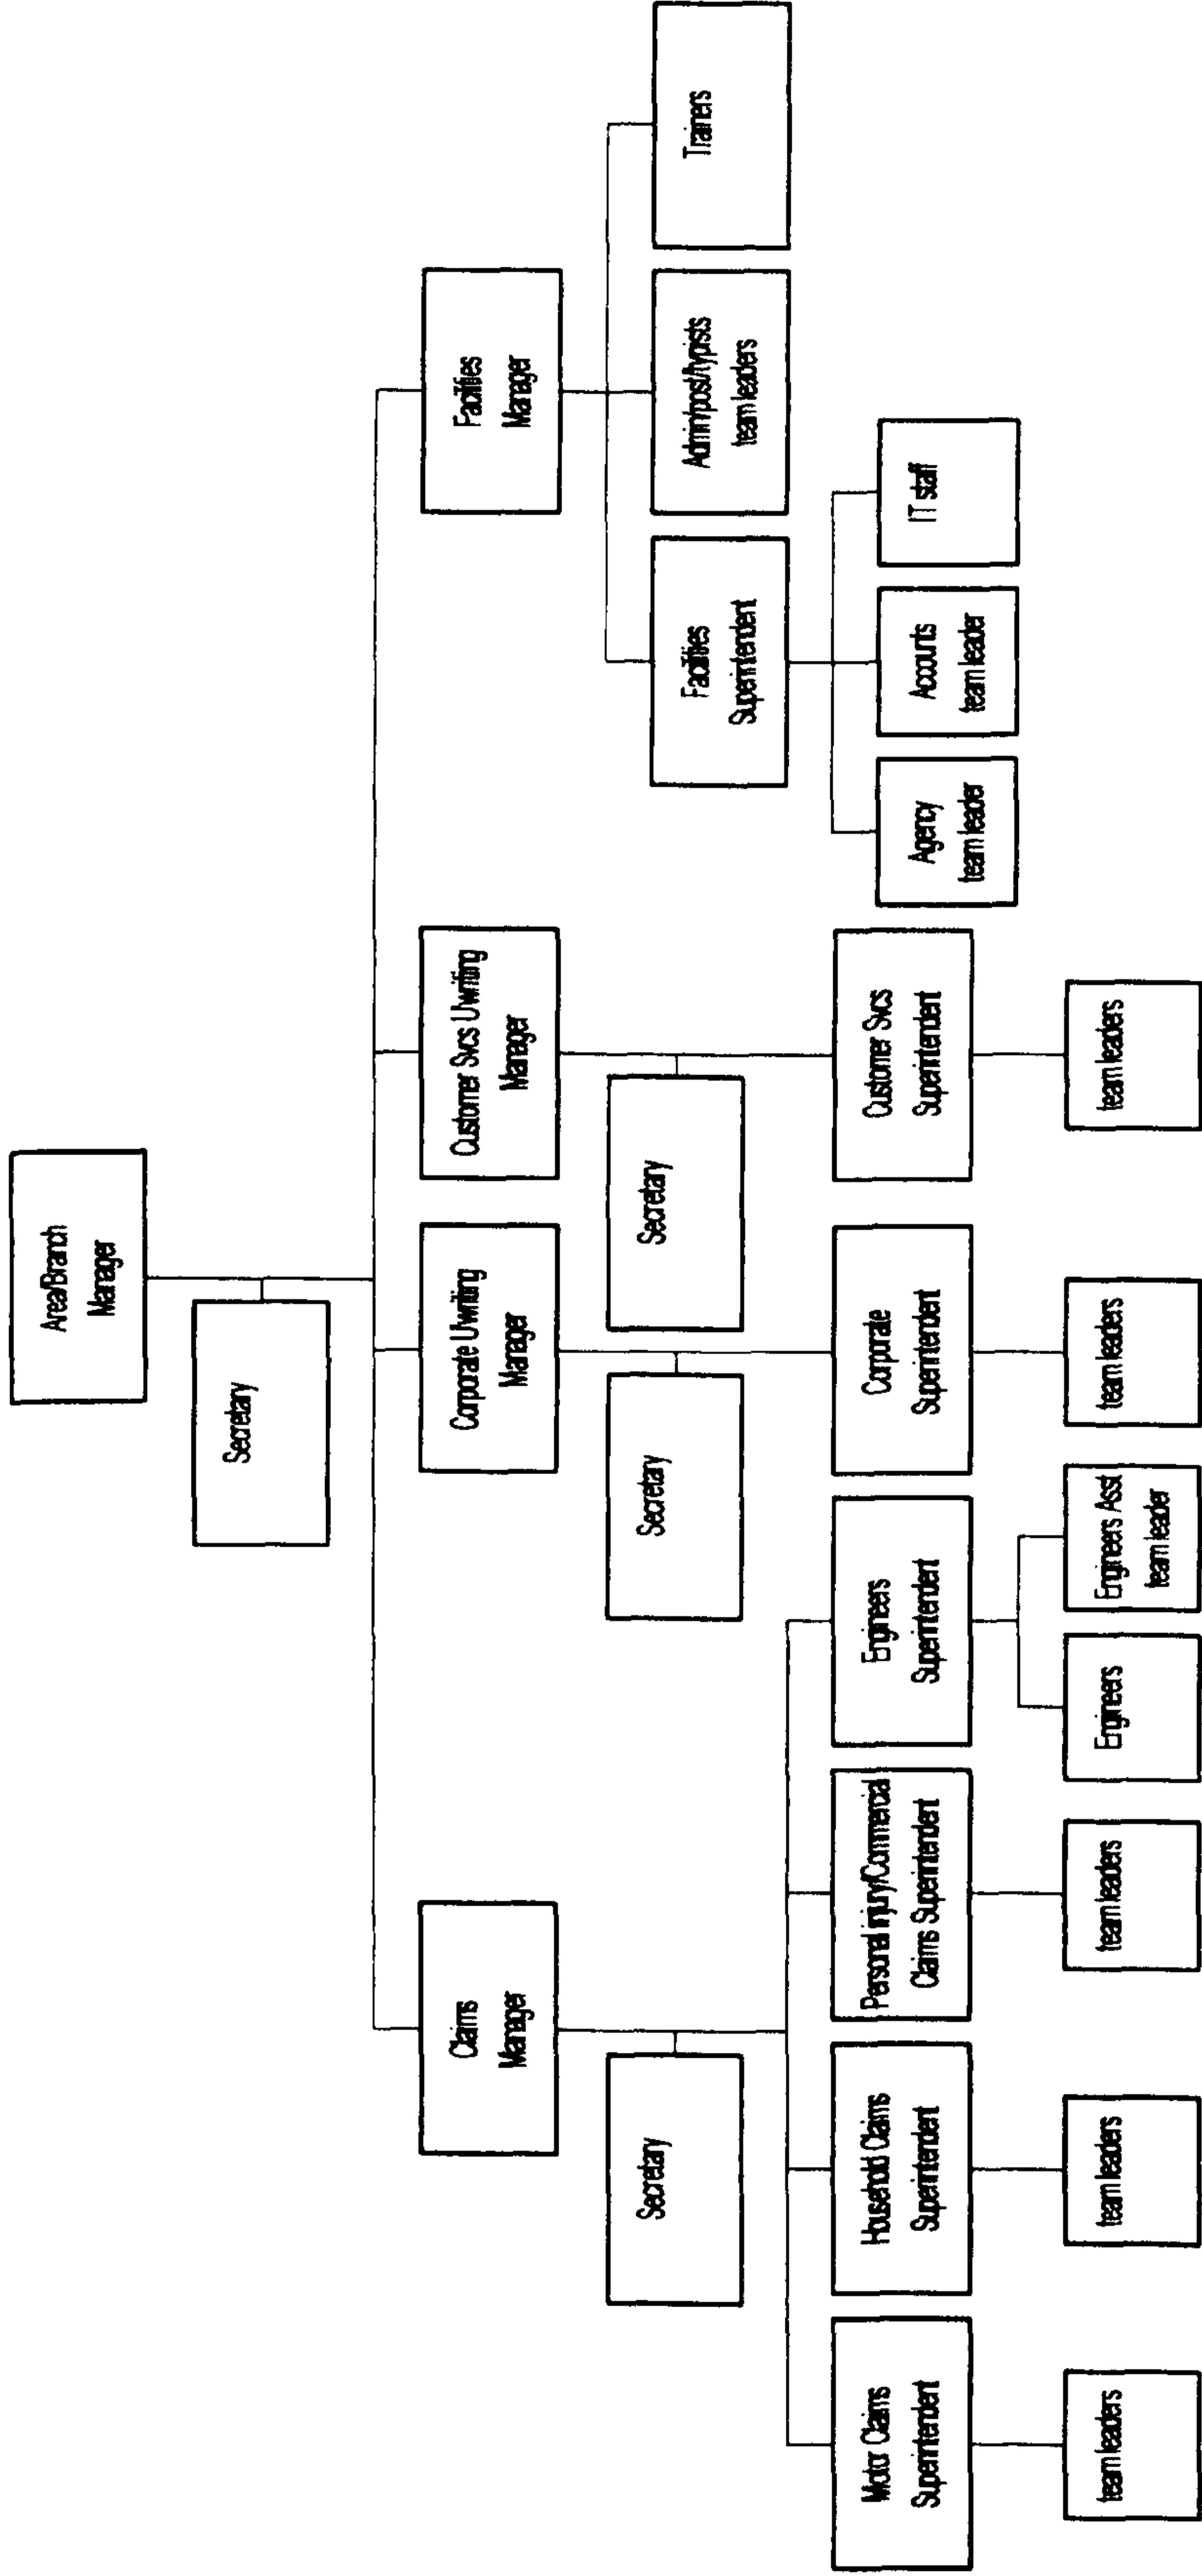 Area/Branch
Manager
Secretary
Claims
Manager
Corporate U/writing
Manager
Customer Svcs U/writing
Manager
Facilities
Manager
Secretary
Secretary
Secretary
Facilities
Superintendent
Admin/post/typists
team leaders
Trainers
Motor Claims
Superintendent
Household Claims
Superintendent
Personal injury/Commercial
Claims Superintendent
Engineers
Superintendent
Corporate
Superintendent
Customer Svcs
Superintendent
Agency
team leader
Accounts
team leader
IT staff
team leaders
team leaders
team leaders
Engineers
Engineers Asst
team leader
team leaders
team leaders